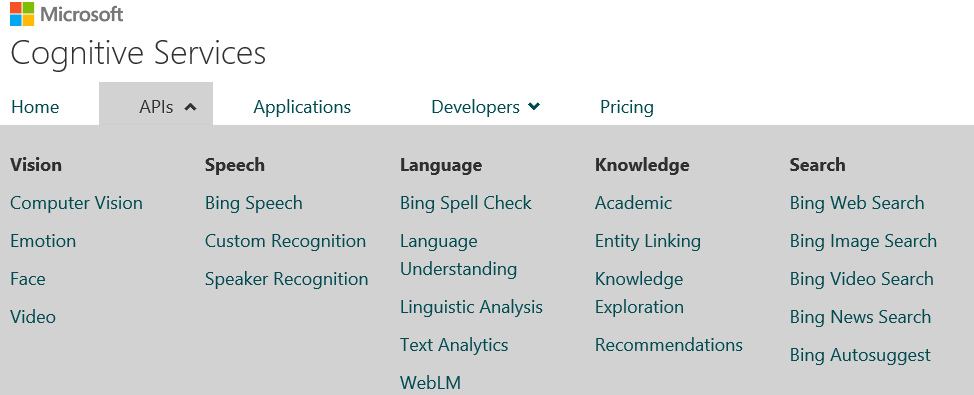 Microsoft
Cognitive Services
Home APIs Applications Developers Pricing
Vision
Computer Vision
Emotion
Face
Video
Speech
Bing Speech
Custom Recognition
Speaker Recognition
Language
Bing Spell Check
Language
Understanding
Linguistic Analysis
Text Analytics
WebLM
Knowledge
Academic
Entity Linking
Knowledge
Exploration
Recommendations
Search
Bing Web Search
Bing Image Search
Bing Video Search
Bing News Search
Bing Autosuggest